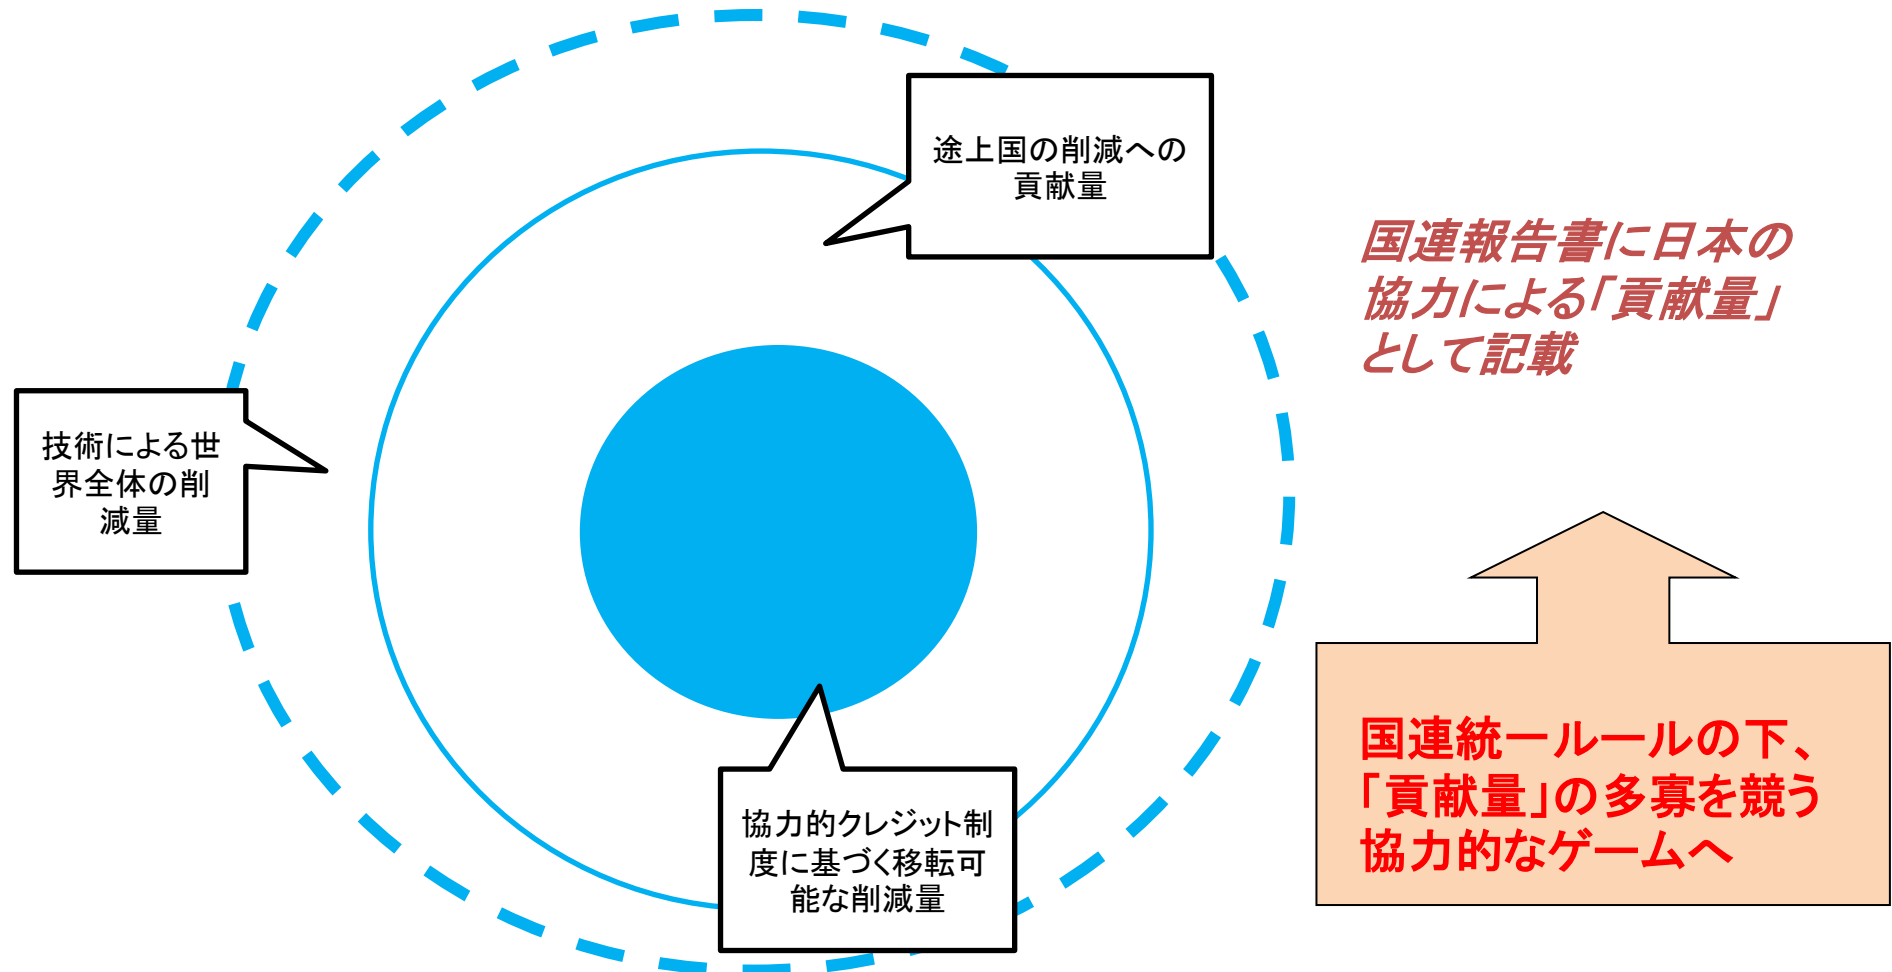 途上国の削減への
貢献量
国連報告書に日本の
協力による「貢献量」
として記載
技術による世
界全体の削
減量
国連統一ルールの下、
「貢献量」の多寡を競う
協力的なゲームへ
協力的クレジット制
度に基づく移転可
能な削減量